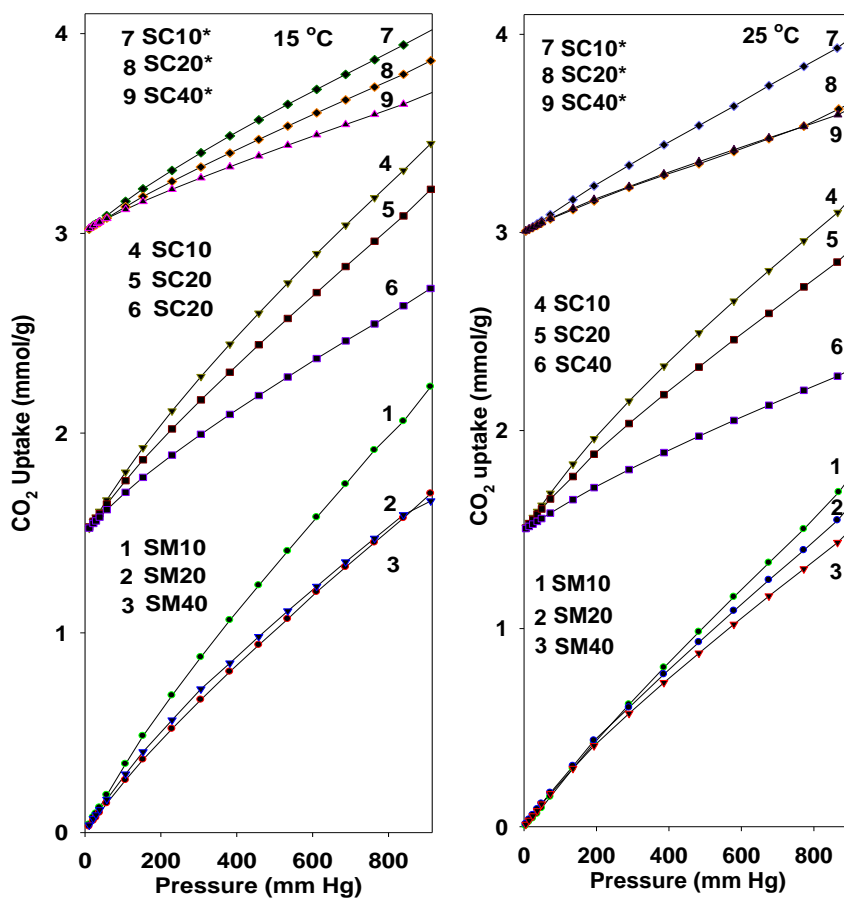 7 SC10*
8 SC20*
9 SC40*
15 °C
7
8
9
4
5
6
4 SC10
5 SC20
6 SC20
1
2
3
1 SM10
2 SM20
3 SM40
4
3
2
1
0
CO2 Uptake (mmol/g)
0 200 400 600 800
Pressure (mm Hg)
7 SC10*
8 SC20*
9 SC40*
25 °C
7
8
9
4
5
6
4 SC10
5 SC20
6 SC40
1
2
3
1 SM10
2 SM20
3 SM40
4
3
2
1
0
CO2 uptake (mmol/g)
0 200 400 600 800
Pressure (mm Hg)